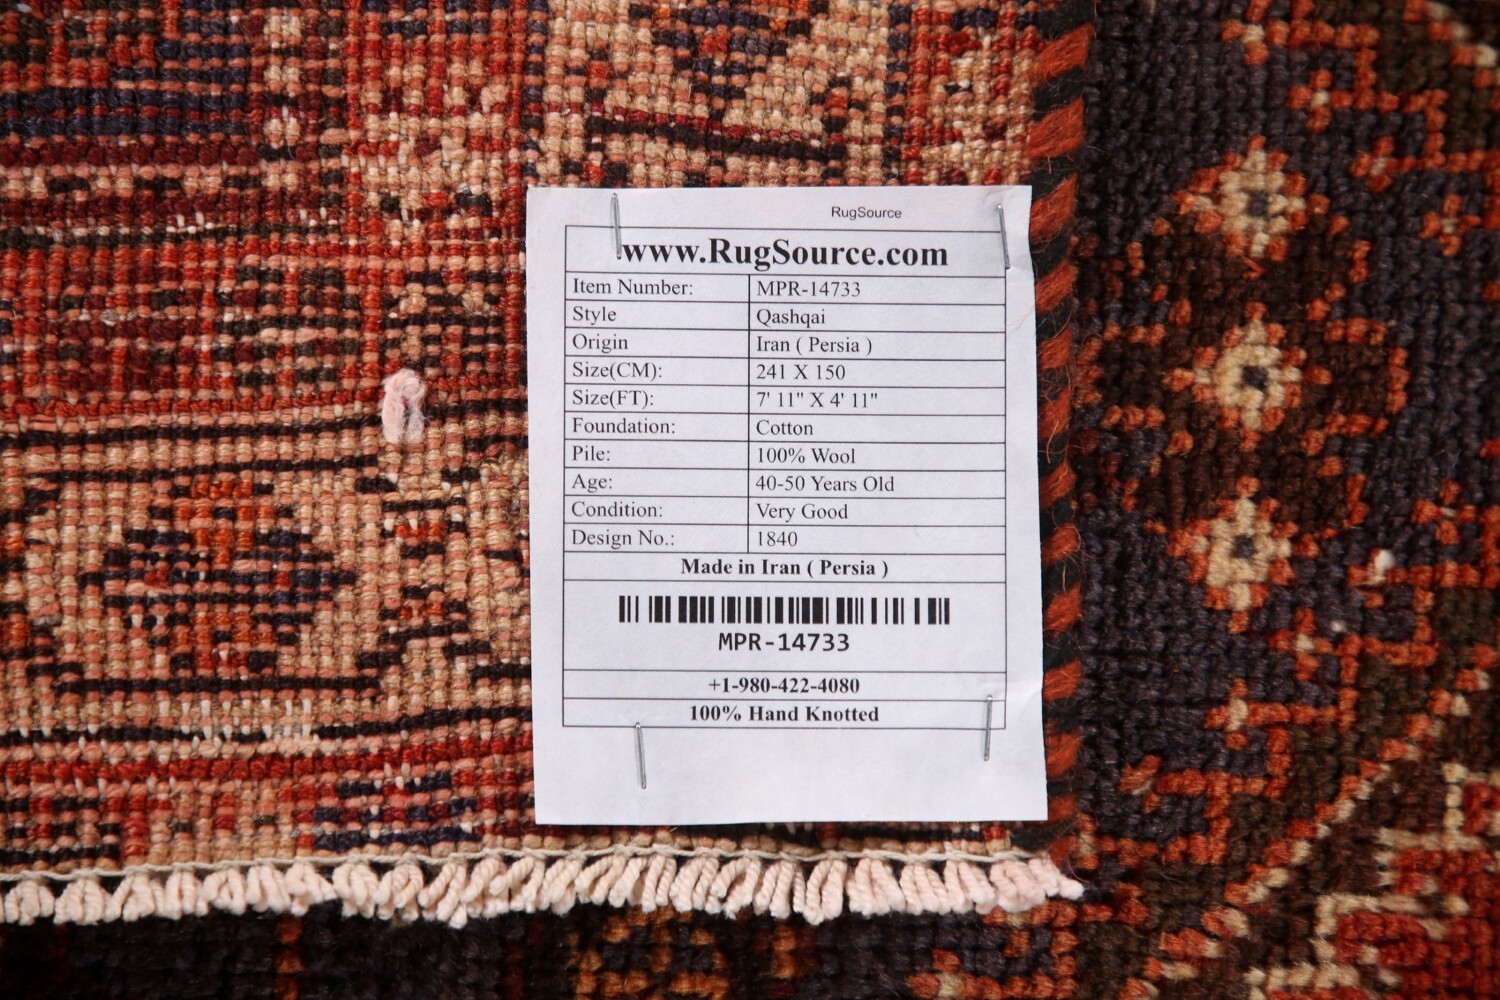 RugSource
www.RugSource.com
Item Number: MPR-14733
Style Qashqai
Origin Iran ( Persia )
Size(CM): 241 X 150
Size(FT): 7' 11" X 4' 11"
Foundation: Cotton
Pile: 100% Wool
Age: 40-50 Years Old
Condition: Very Good
Design No.: 1840
Made in Iran ( Persia )
MPR-14733
+1-980-422-4080
100% Hand Knotted